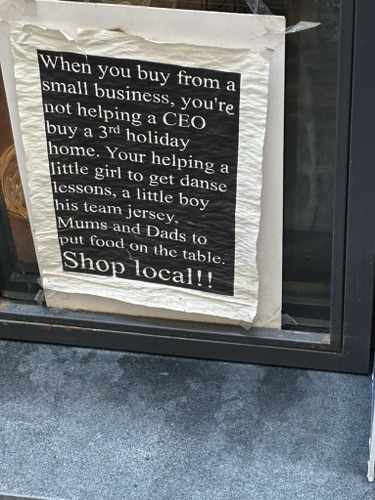 When you buy from a
small business, you're
not helping a CEO
buy a 3rd holiday
home. Your helping a
little girl to get danse
lessons, a little boy
his team jersey,
Mums and Dads to
put food on the table.
Shop local!!